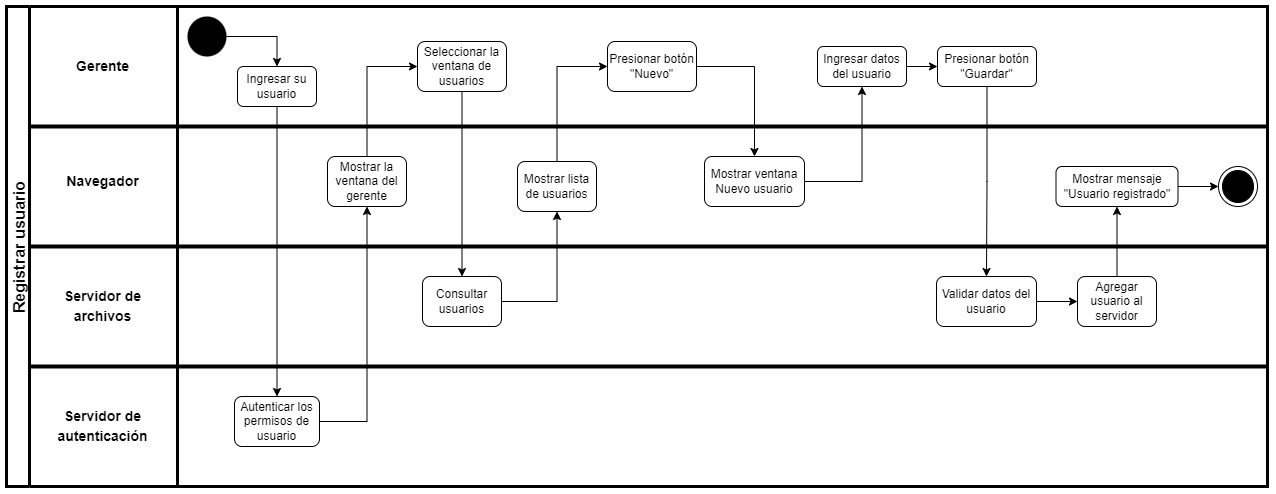 Registrar usuario
Gerente
Ingresar su
usuario
Seleccionar la
ventana de
usuarios
Presionar botón
"Nuevo"
Ingresar datos
del usuario
Presionar botón
"Guardar"
Navegador
Mostrar la
ventana del
gerente
Mostrar lista
de usuarios
Mostrar ventana
Nuevo usuario
Mostrar mensaje
"Usuario registrado"
Servidor de
archivos
Consultar
usuarios
Validar datos del
usuario
Agregar
usuario al
servidor
Servidor de
autenticación
Autenticar los
permisos de
usuario